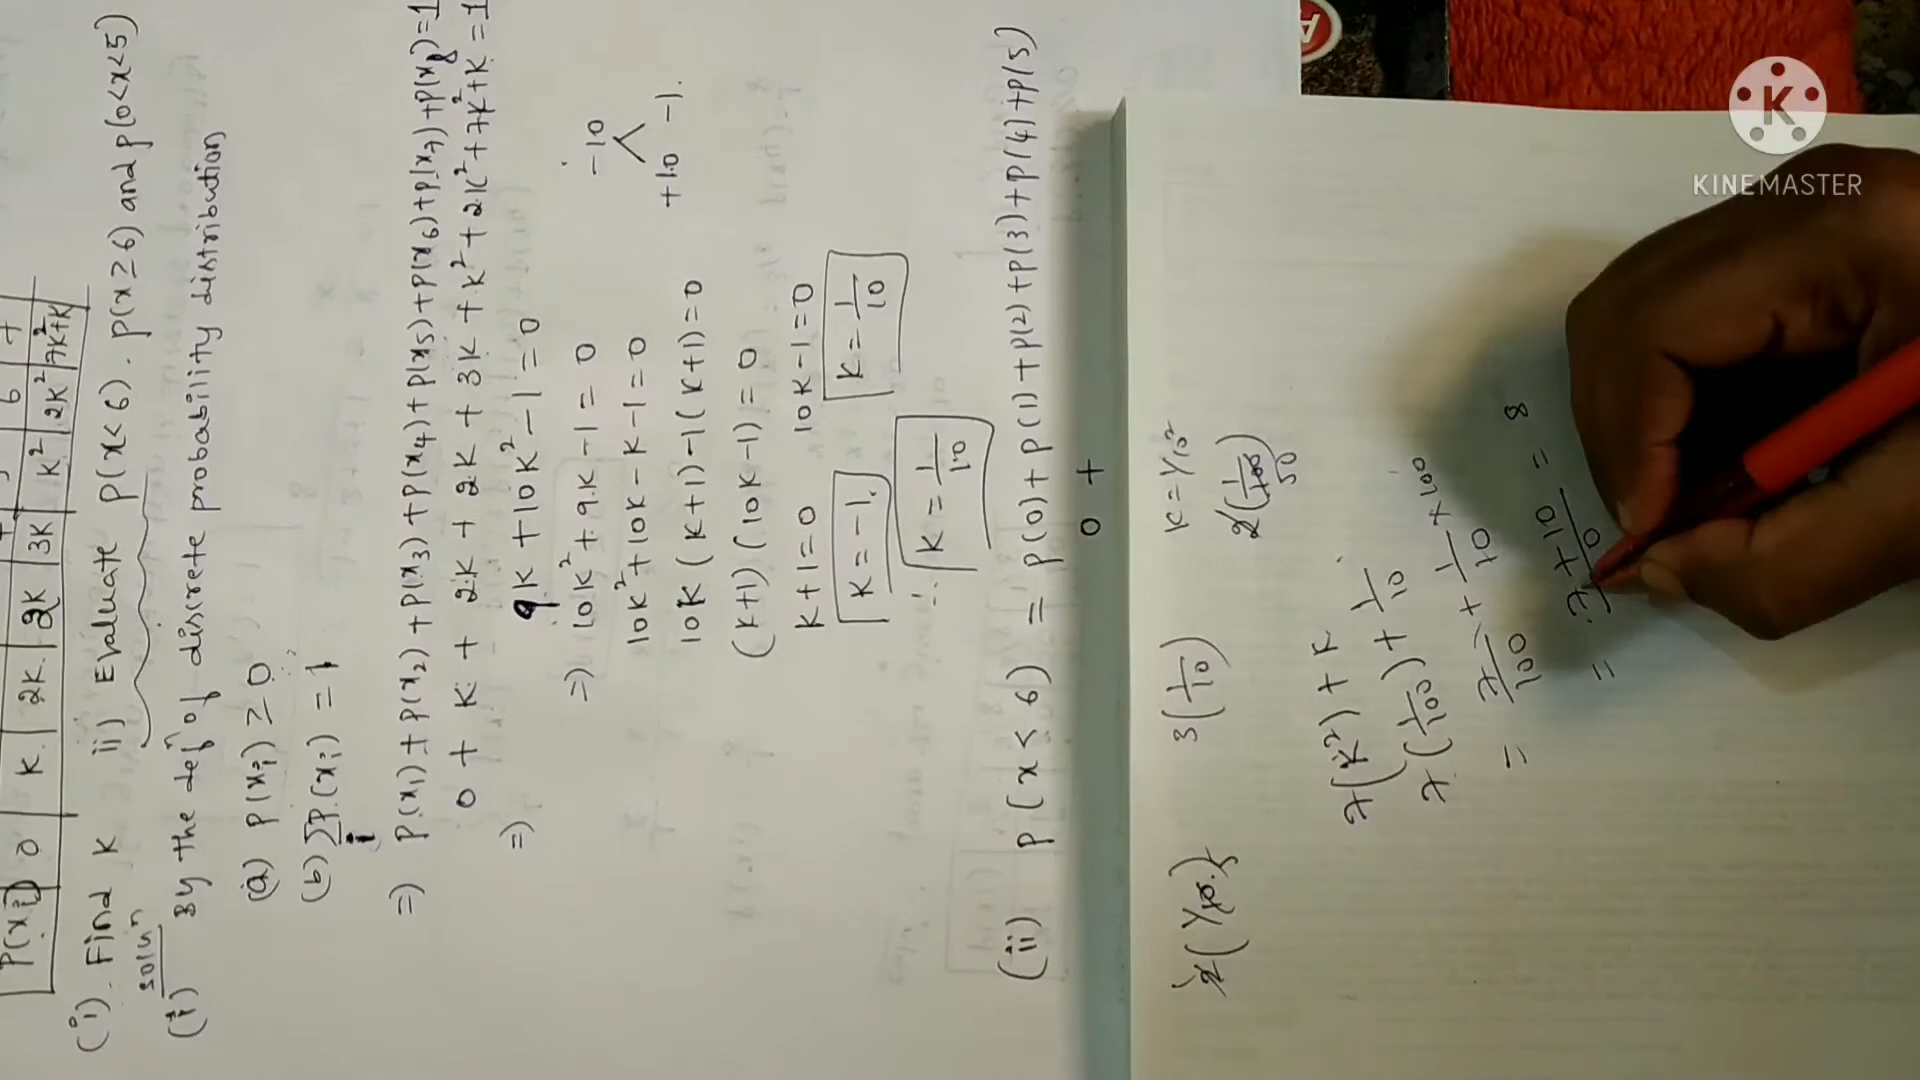 P(xi) | 0 | K | 2K | 2K | 3K | K² | 2K² | 7K²+K
(i). Find K ii) Evaluate P(x<6). P(x≥6) and P(0<x<5)
soluⁿ
(i) By the defⁿ of discrete probability distribution
(a) P(xi) ≥ 0
(b) ∑P(xi) = 1
i
=) P(x1) + P(x2) + P(x3) + P(x4) + P(x5) + P(x6) + P(x7) + P(x8) = 1
0 + K + 2K + 2K + 3K + K² + 2K² + 7K² + K = 1
=) 9K + 10K² - 1 = 0
=) 10K² + 9K - 1 = 0
-10
+10 -1.
10K² + 10K - K - 1 = 0
10K (K+1) - 1 (K+1) = 0
(K+1) (10K-1) = 0
K+1 = 0 10K-1 = 0
K = -1. K = 1/10
∴ K = 1/10
(ii) P(x<6) = P(0) + P(1) + P(2) + P(3) + P(4) + P(5)
0 +
3(1/10) K = 1/10²
2(1/100)
50
7(K²) + K
7(1/100) + 1/10
= 7/100 + 1/10 × 100
= 7+10 = 8
KINEMASTER